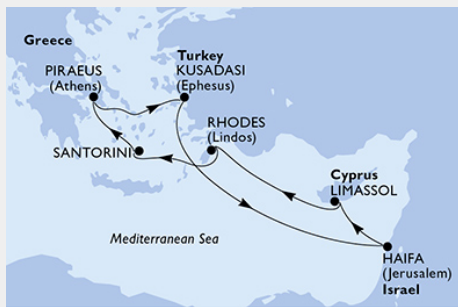 Greece
PIRAEUS
(Athens)
Turkey
KUSADASI
(Ephesus)
RHODES
(Lindos)
SANTORINI
Cyprus
LIMASSOL
Mediterranean Sea
HAIFA
(Jerusalem)
Israel